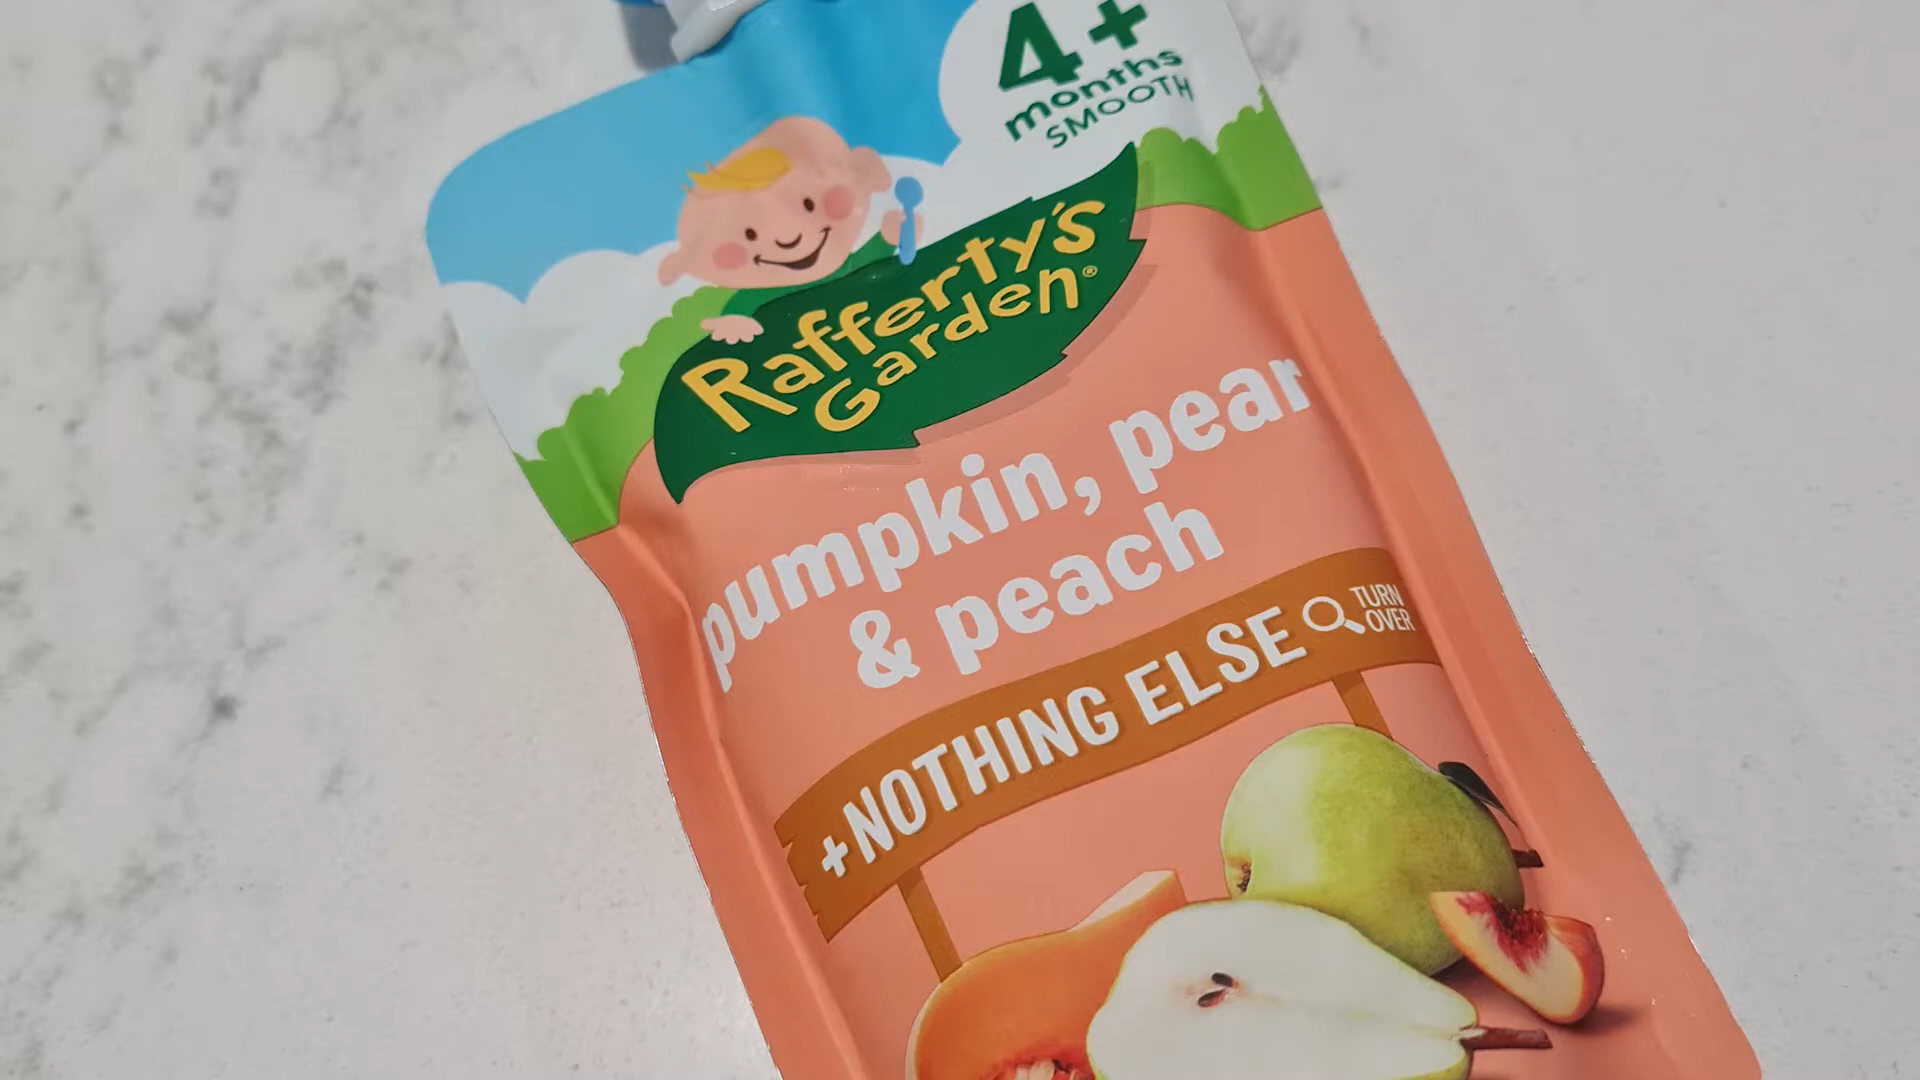 4+
months
SMOOTH
Rafferty's
Garden®
pumpkin, pear
& peach
+NOTHING ELSE
TURN
OVER